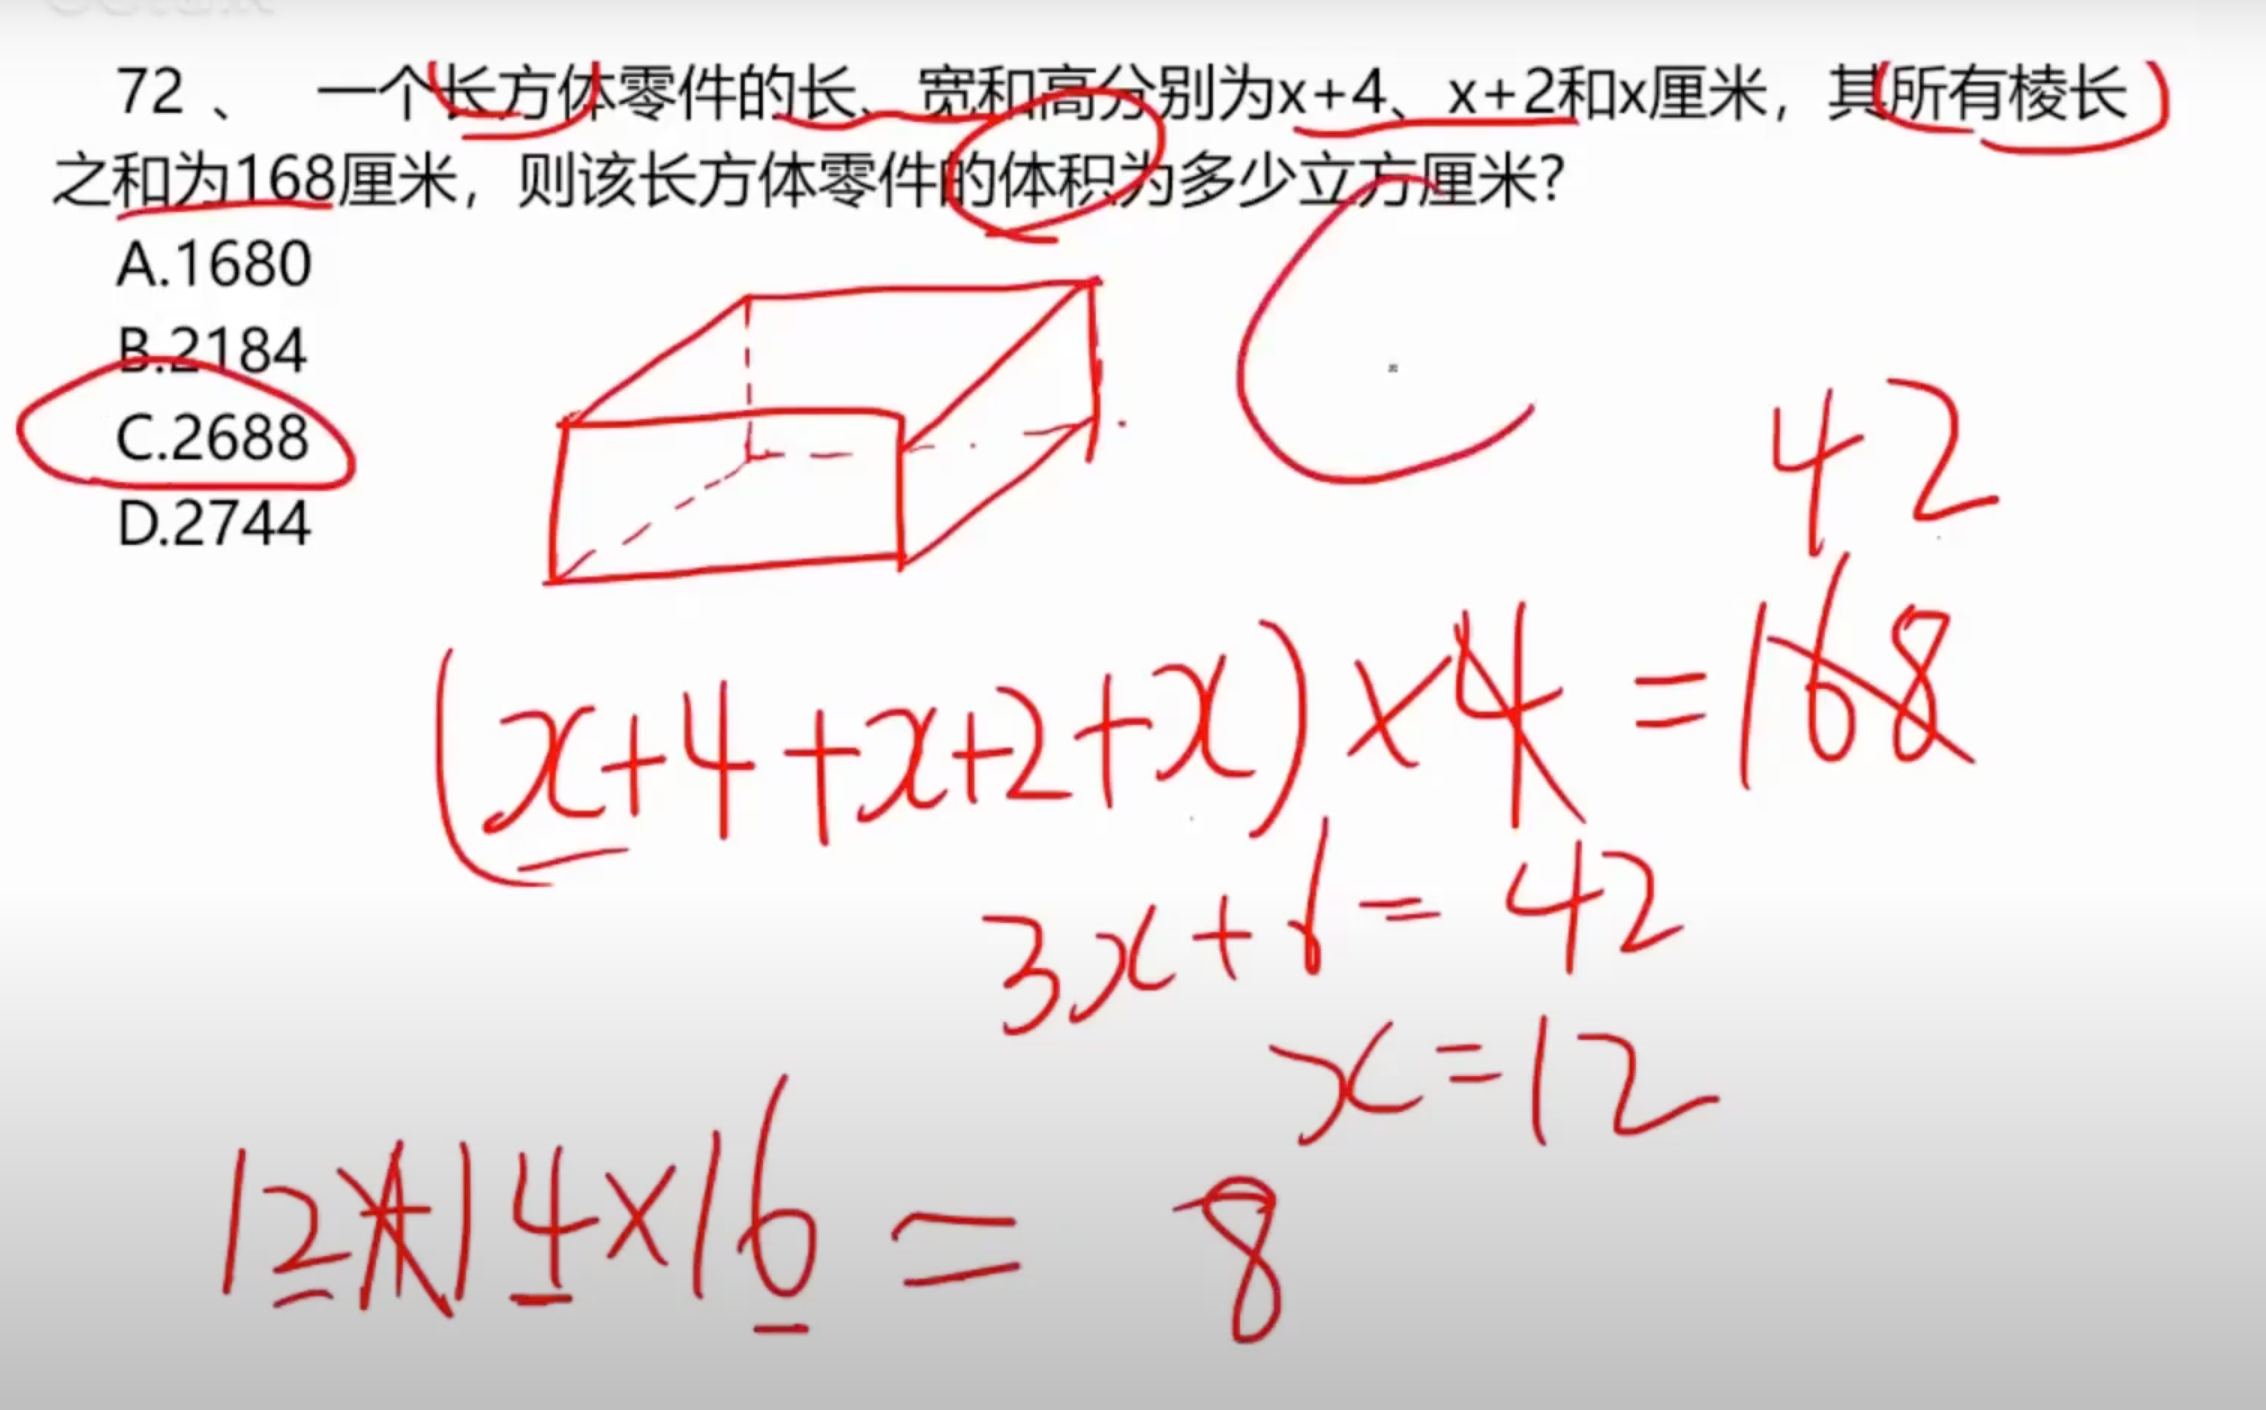 72 、 一个长方体零件的长、宽和高分别为x+4、x+2和x厘米，其所有棱长
之和为168厘米，则该长方体零件的体积为多少立方厘米？
A.1680
B.2184
C.2688
D.2744
C
42
(x+4+x+2+x)×4=168
3x+6=42
x=12
12×14×16= 8